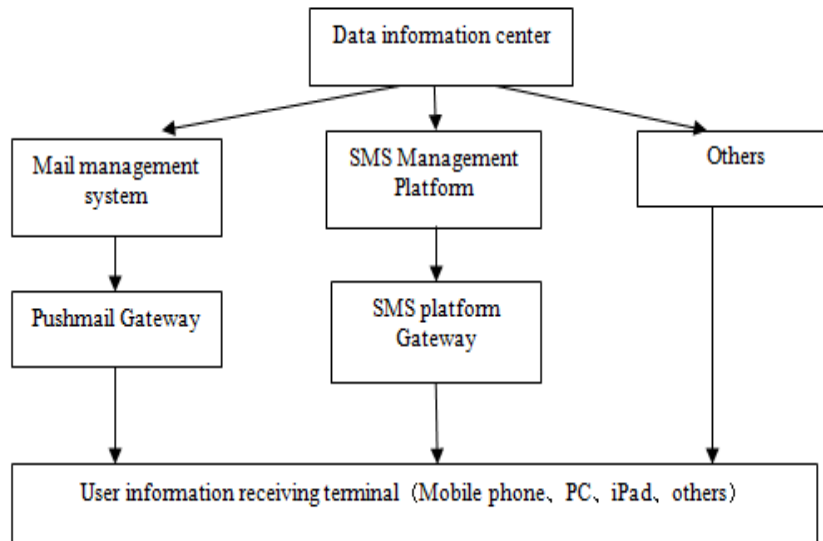 Data information center
Mail management
system
SMS Management
Platform
Others
Pushmail Gateway
SMS platform
Gateway
User information receiving terminal（Mobile phone、PC、iPad、others）